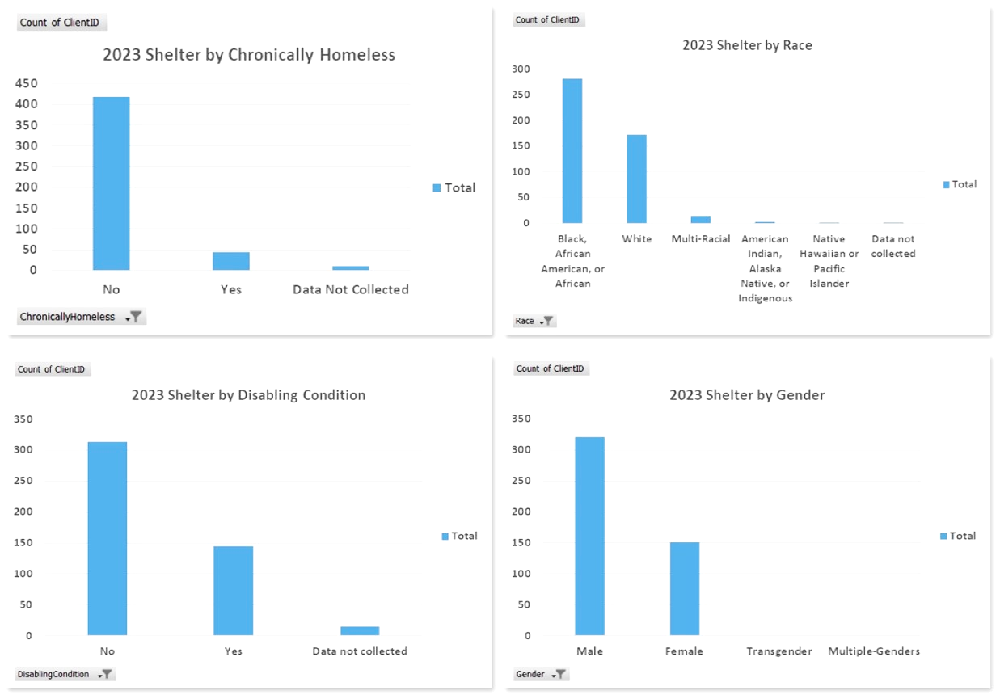 Count of ClientID
2023 Shelter by Chronically Homeless
450
400
350
300
250
200
150
100
50
0
No Yes Data Not Collected
Total
ChronicallyHomeless
Count of ClientID
2023 Shelter by Race
300
250
200
150
100
50
0
Black, White Multi-Racial American Native Data not
African Indian, Hawaiian or collected
American, or Alaska Pacific
African Native, or Islander
Indigenous
Total
Race
Count of ClientID
2023 Shelter by Disabling Condition
350
300
250
200
150
100
50
0
No Yes Data not collected
Total
DisablingCondition
Count of ClientID
2023 Shelter by Gender
350
300
250
200
150
100
50
0
Male Female Transgender Multiple-Genders
Total
Gender